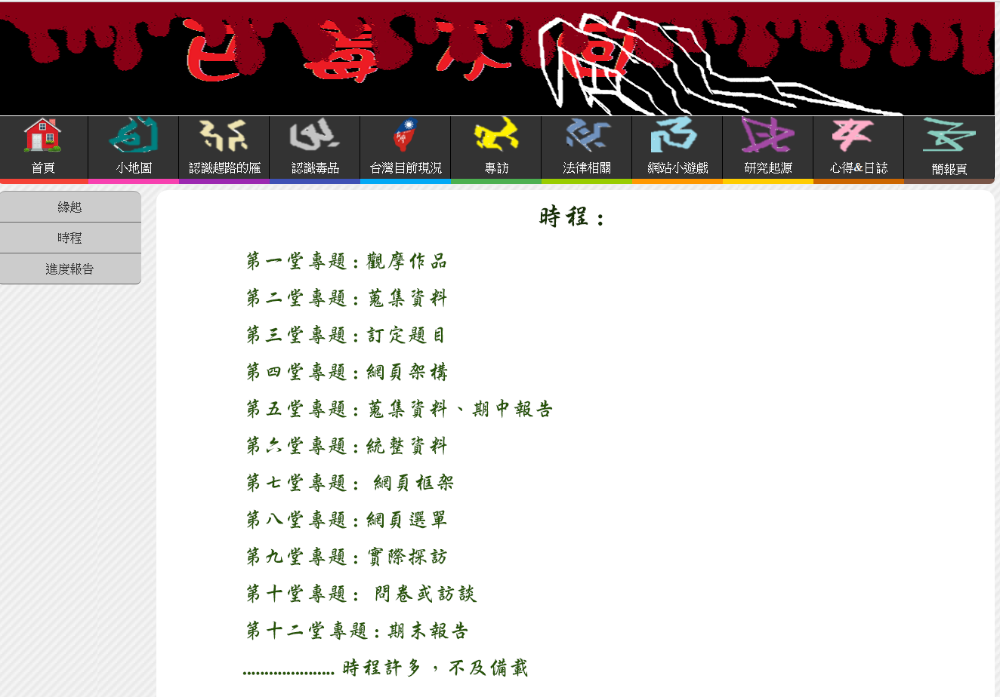 已毒不回
首頁
小地圖
認識趕路的雁
認識毒品
台灣目前現況
專訪
法律相關
網站小遊戲
研究起源
心得&日誌
簡報頁
緣起
時程
進度報告
時程：
第一堂專題：觀摩作品
第二堂專題：蒐集資料
第三堂專題：訂定題目
第四堂專題：網頁架構
第五堂專題：蒐集資料、期中報告
第六堂專題：統整資料
第七堂專題： 網頁框架
第八堂專題：網頁選單
第九堂專題：實際採訪
第十堂專題： 問卷或訪談
第十二堂專題：期末報告
..................... 時程許多，不及備載